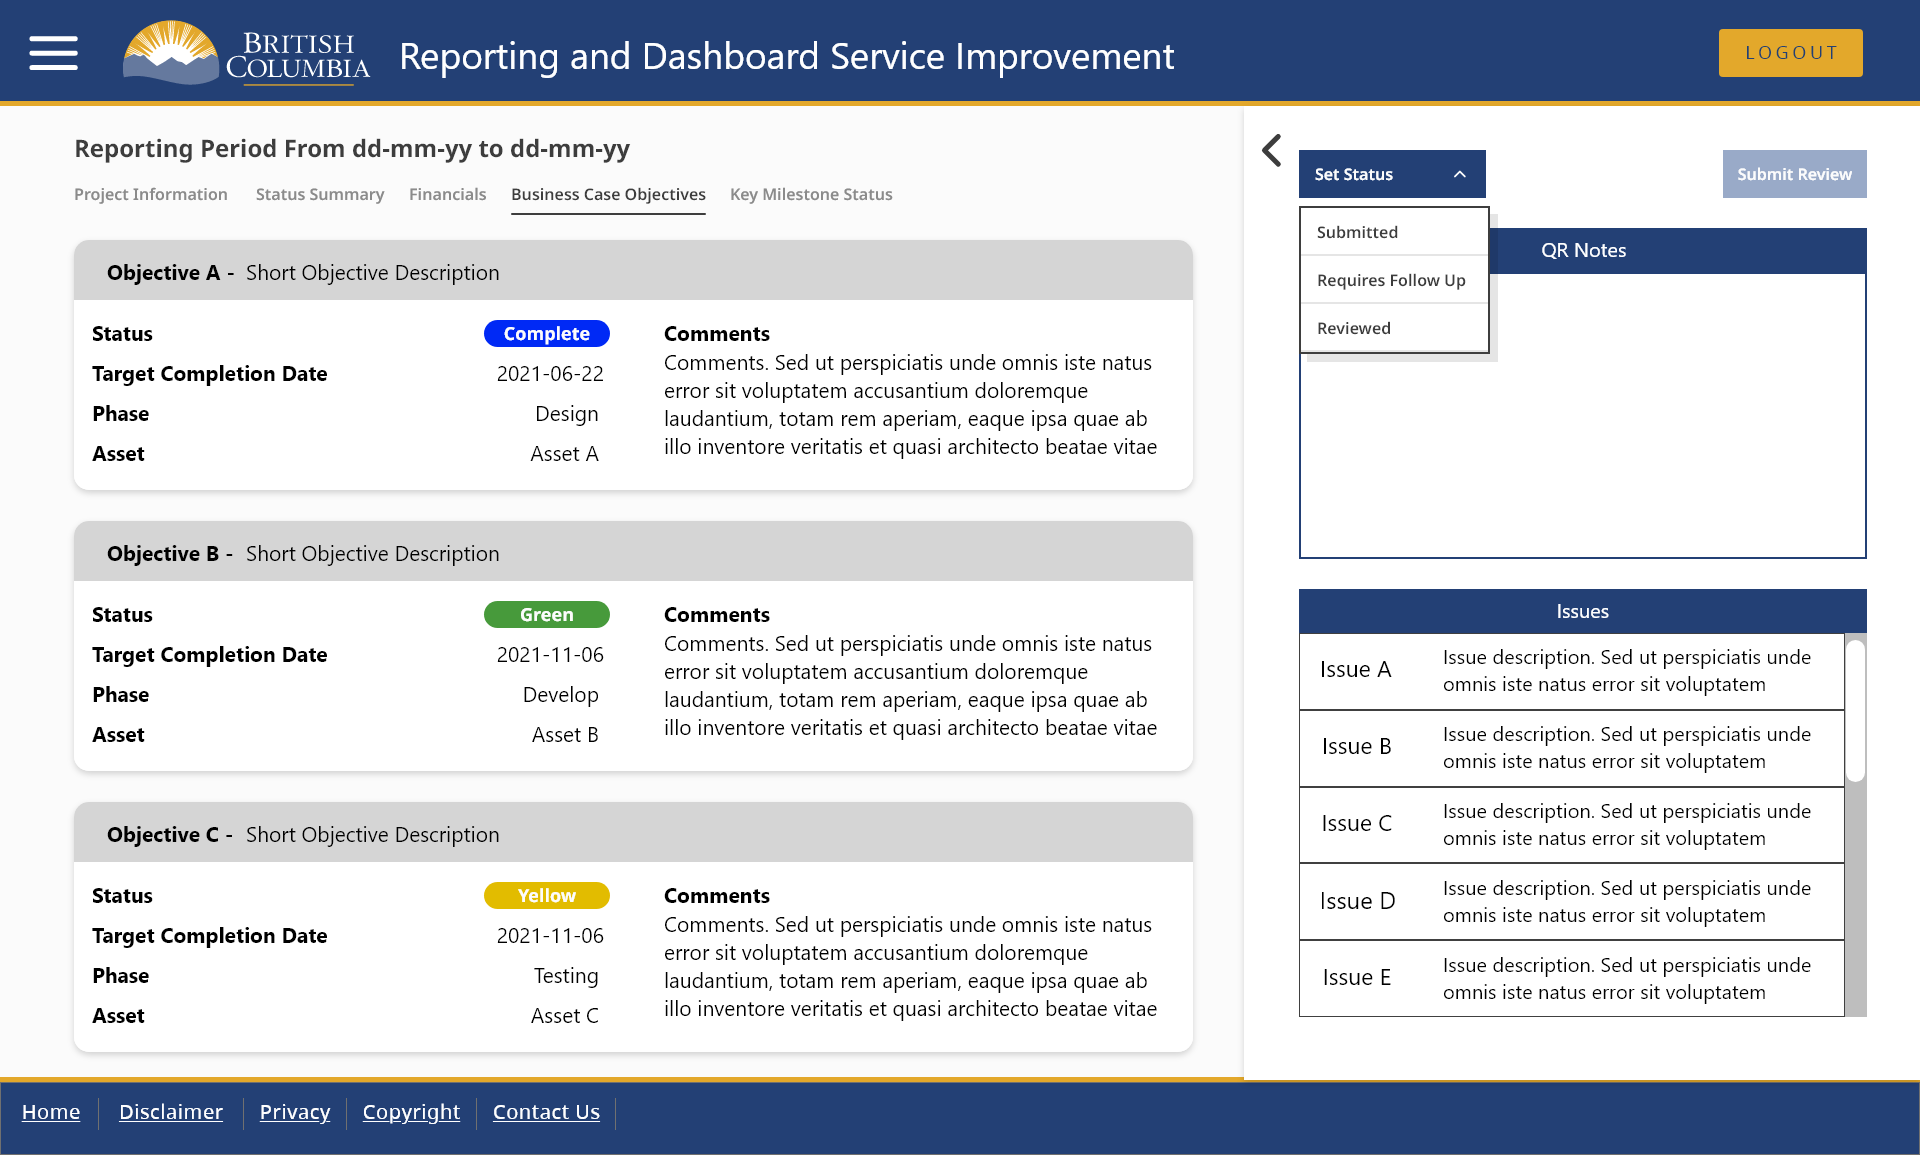 BRITISH
COLUMBIA
Reporting and Dashboard Service Improvement
LOGOUT
Reporting Period From dd-mm-yy to dd-mm-yy
Project Information Status Summary Financials Business Case Objectives Key Milestone Status
Objective A - Short Objective Description
Status Complete
Target Completion Date 2021-06-22
Phase Design
Asset Asset A
Comments
Comments. Sed ut perspiciatis unde omnis iste natus
error sit voluptatem accusantium doloremque
laudantium, totam rem aperiam, eaque ipsa quae ab
illo inventore veritatis et quasi architecto beatae vitae
Objective B - Short Objective Description
Status Green
Target Completion Date 2021-11-06
Phase Develop
Asset Asset B
Comments
Comments. Sed ut perspiciatis unde omnis iste natus
error sit voluptatem accusantium doloremque
laudantium, totam rem aperiam, eaque ipsa quae ab
illo inventore veritatis et quasi architecto beatae vitae
Objective C - Short Objective Description
Status Yellow
Target Completion Date 2021-11-06
Phase Testing
Asset Asset C
Comments
Comments. Sed ut perspiciatis unde omnis iste natus
error sit voluptatem accusantium doloremque
laudantium, totam rem aperiam, eaque ipsa quae ab
illo inventore veritatis et quasi architecto beatae vitae
Set Status
Submit Review
Submitted
Requires Follow Up
Reviewed
QR Notes
Issues
Issue A
Issue description. Sed ut perspiciatis unde
omnis iste natus error sit voluptatem
Issue B
Issue description. Sed ut perspiciatis unde
omnis iste natus error sit voluptatem
Issue C
Issue description. Sed ut perspiciatis unde
omnis iste natus error sit voluptatem
Issue D
Issue description. Sed ut perspiciatis unde
omnis iste natus error sit voluptatem
Issue E
Issue description. Sed ut perspiciatis unde
omnis iste natus error sit voluptatem
Home Disclaimer Privacy Copyright Contact Us